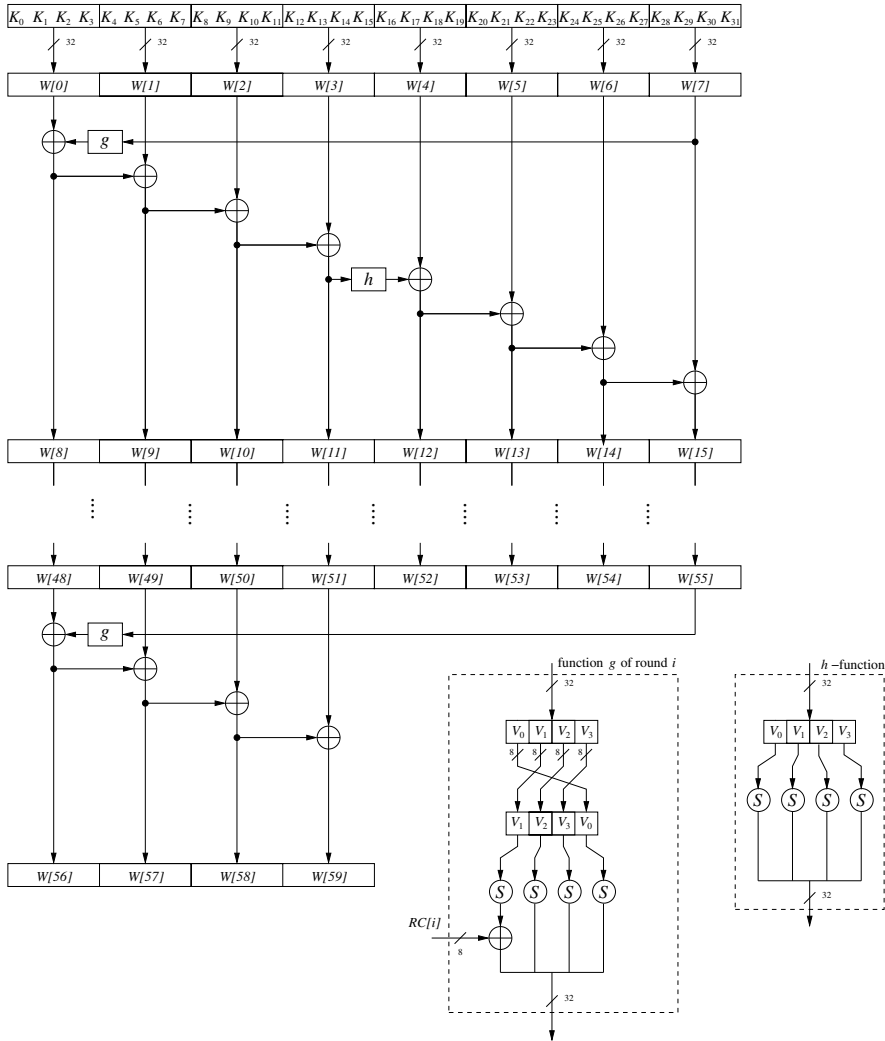 K0 K1 K2 K3 K4 K5 K6 K7 K8 K9 K10 K11 K12 K13 K14 K15 K16 K17 K18 K19 K20 K21 K22 K23 K24 K25 K26 K27 K28 K29 K30 K31
32 32 32 32 32 32 32 32
W[0] W[1] W[2] W[3] W[4] W[5] W[6] W[7]
g
h
W[8] W[9] W[10] W[11] W[12] W[13] W[14] W[15]
W[48] W[49] W[50] W[51] W[52] W[53] W[54] W[55]
g
W[56] W[57] W[58] W[59]
function g of round i
32
V0 V1 V2 V3
8 8 8 8
V1 V2 V3 V0
S S S S
RC[i]
8
32
h –function
32
V0 V1 V2 V3
S S S S
32